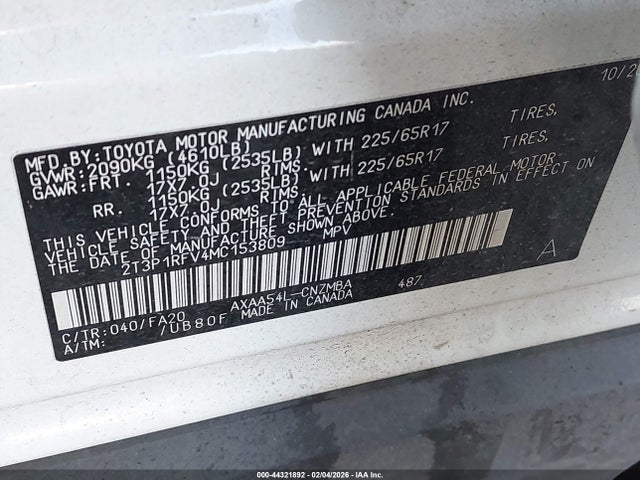 10/20
MFD.BY:TOYOTA MOTOR MANUFACTURING CANADA INC.
GVWR:2090KG (4610LB)
GAWR:FRT. 1150KG (2535LB) WITH 225/65R17 TIRES,
17X7.0J RIMS,
RR. 1150KG (2535LB) WITH 225/65R17 TIRES,
17X7.0J RIMS.
THIS VEHICLE CONFORMS TO ALL APPLICABLE FEDERAL MOTOR
VEHICLE SAFETY AND THEFT PREVENTION STANDARDS IN EFFECT ON
THE DATE OF MANUFACTURE SHOWN ABOVE.
2T3P1RFV4MC153809 MPV
A
C/TR:040/FA20 AXAA54L-CNZMBA 487
A/TM: /UB80F MADE IN CANADA
000-44321892 02/04/2026 IAA Inc.